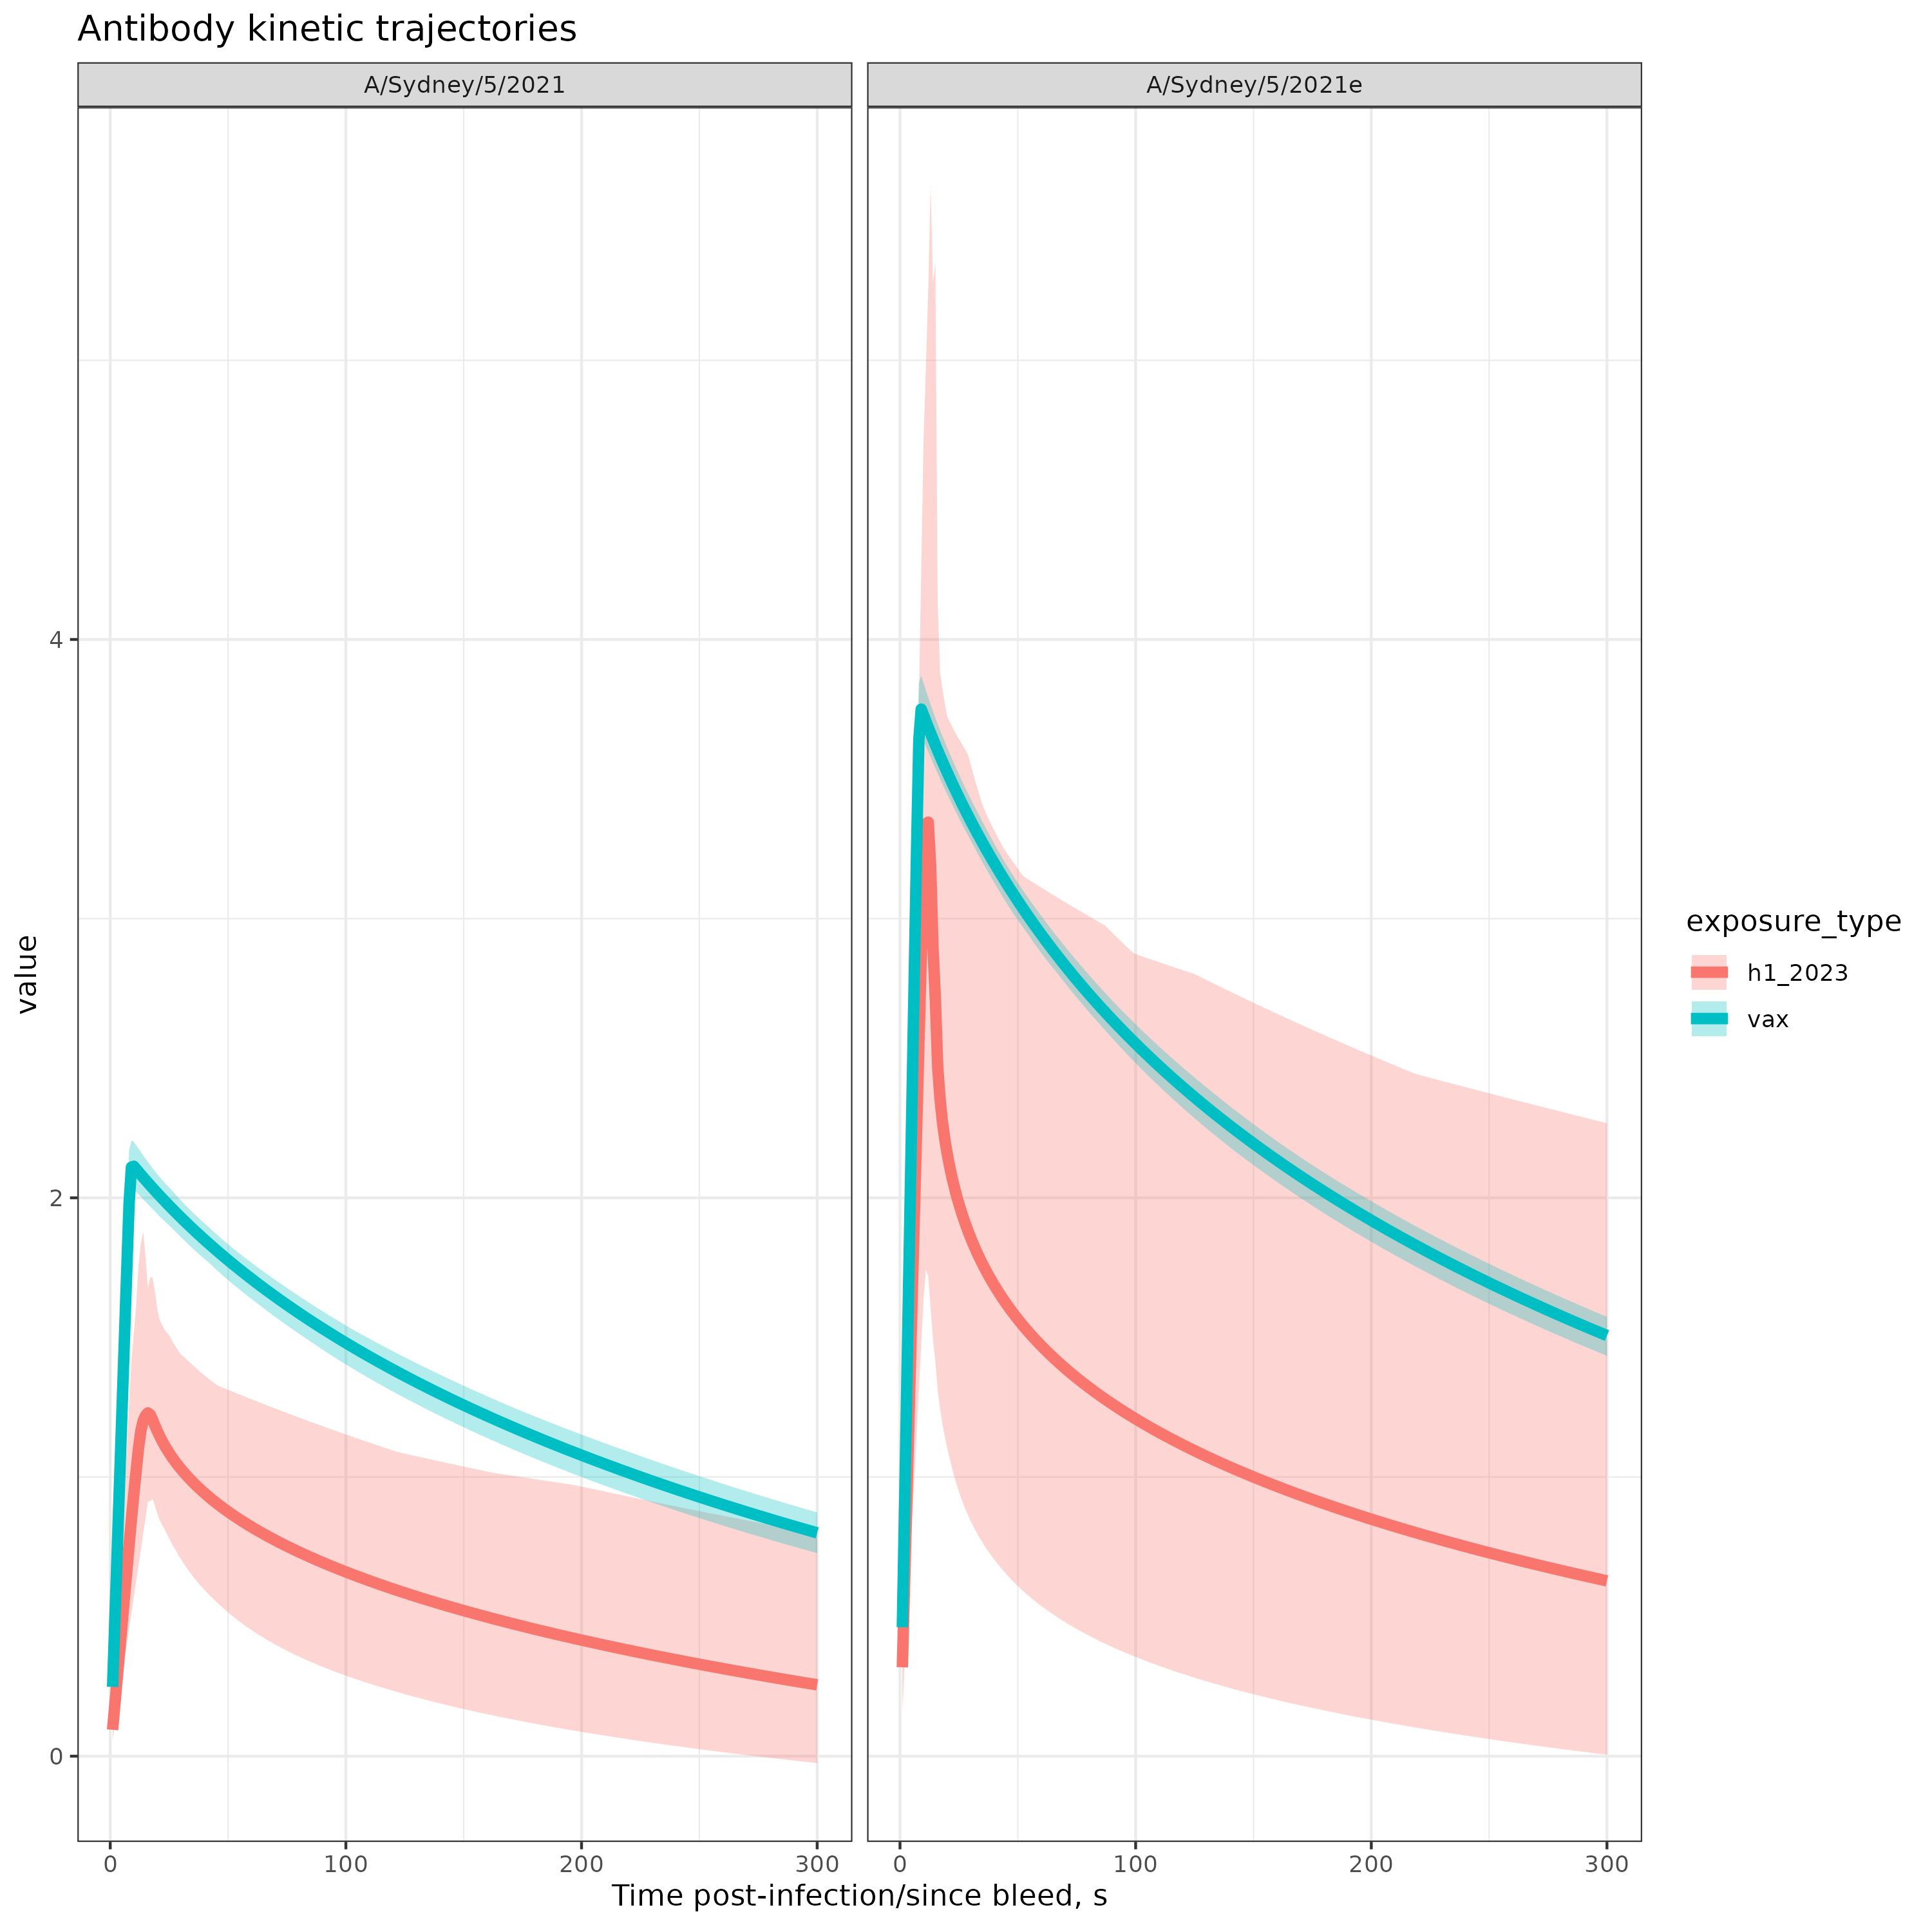 Antibody kinetic trajectories
A/Sydney/5/2021
A/Sydney/5/2021e
value
4
2
0
0
100
200
300
0
100
200
300
Time post-infection/since bleed, s
exposure_type
h1_2023
vax